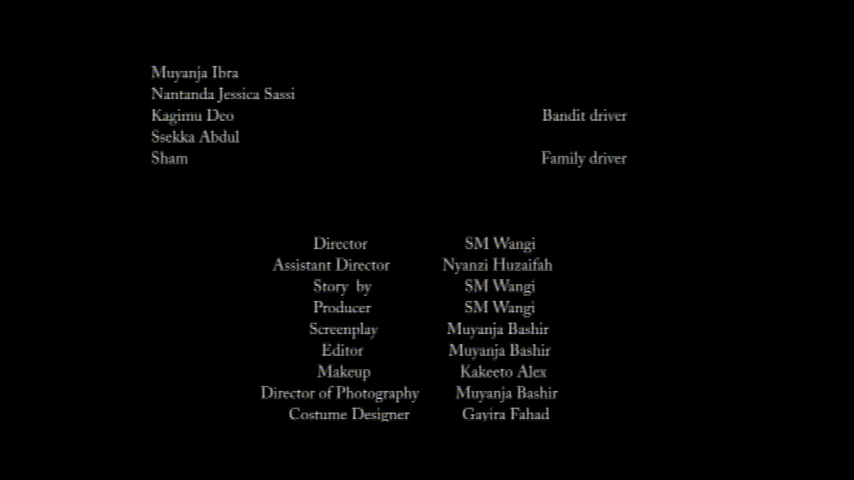 Muyanja Ibra
Nantanda Jessica Sassi
Kagimu Deo Bandit driver
Ssekka Abdul
Sham Family driver
Director SM Wangi
Assistant Director Nyanzi Huzaifah
Story by SM Wangi
Producer SM Wangi
Screenplay Muyanja Bashir
Editor Muyanja Bashir
Makeup Kakeeto Alex
Director of Photography Muyanja Bashir
Costume Designer Gayira Fahad